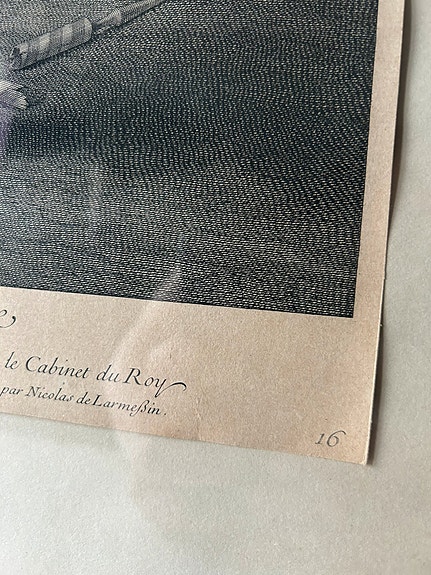 le Cabinet du Roy
par Nicolas de Larmeßin.
16